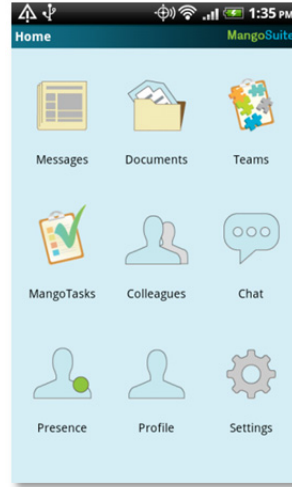 1:35 PM
Home MangoSuite
Messages Documents Teams
MangoTasks Colleagues Chat
Presence Profile Settings